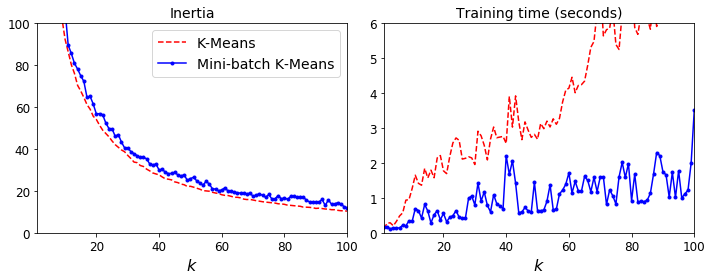 Inertia
100
80
60
40
20
0
20 40 60 80 100
k
K-Means
Mini-batch K-Means
Training time (seconds)
6
5
4
3
2
1
0
20 40 60 80 100
k